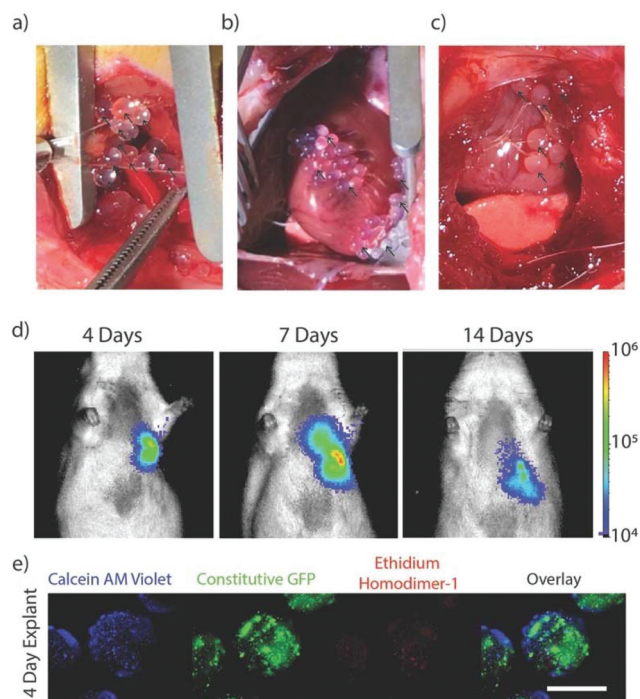 a)
b)
c)
d)
4 Days
7 Days
14 Days
10⁶
10⁵
10⁴
e)
Calcein AM Violet
Constitutive GFP
Ethidium
Homodimer-1
Overlay
4 Day Explant